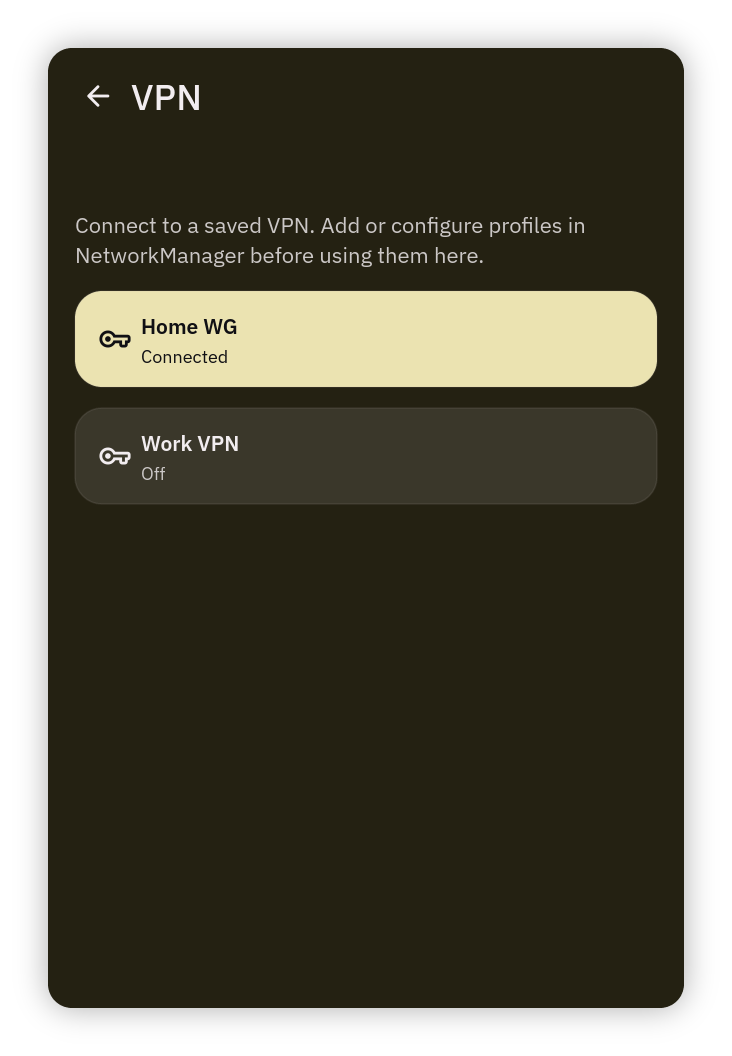 VPN
Connect to a saved VPN. Add or configure profiles in
NetworkManager before using them here.
Home WG
Connected
Work VPN
Off